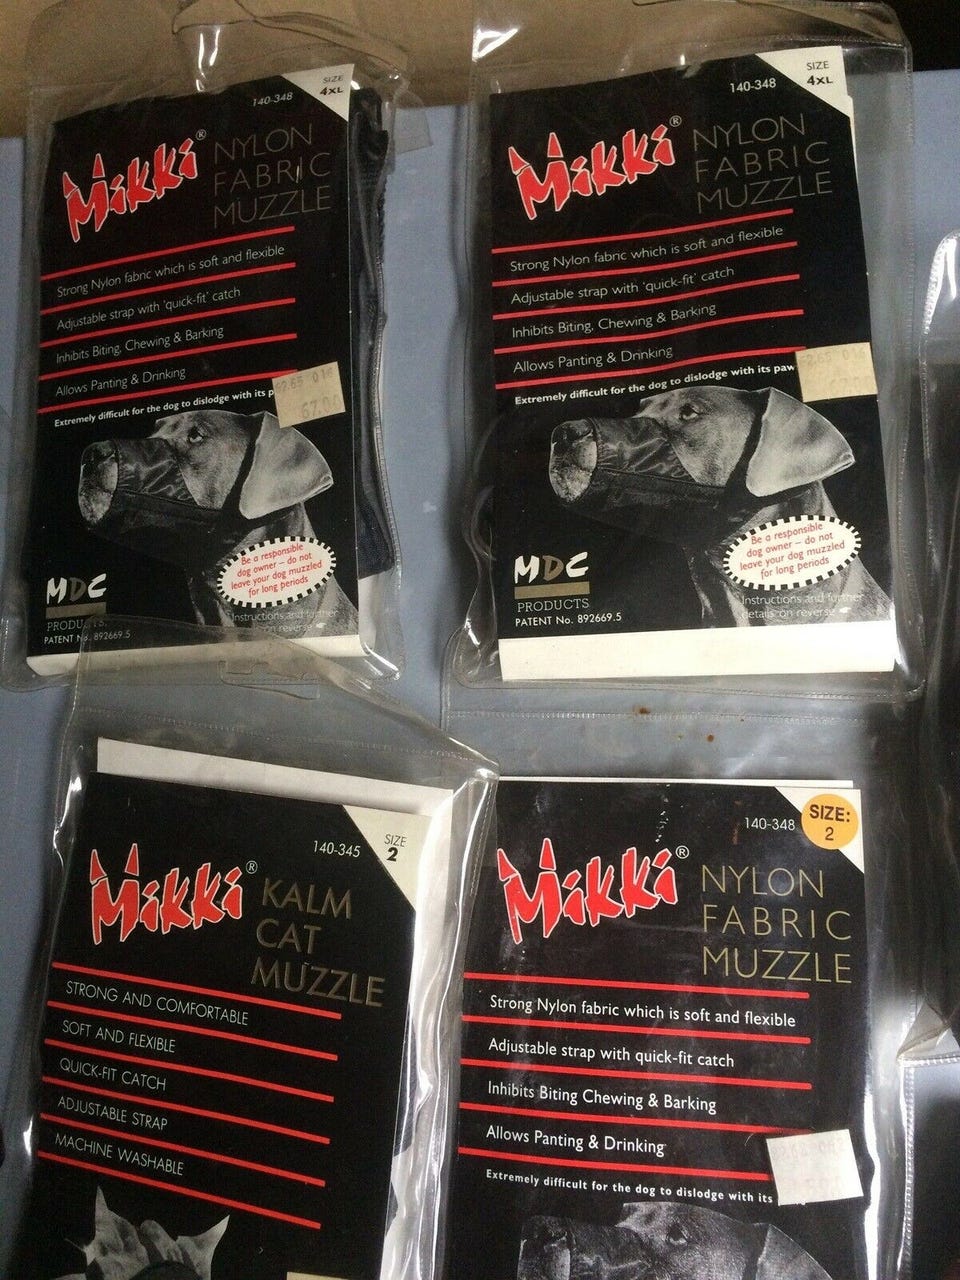 140-348
SIZE
4XL
Mikki®
NYLON
FABRIC
MUZZLE
Strong Nylon fabric which is soft and flexible
Adjustable strap with 'quick-fit' catch
Inhibits Biting, Chewing & Barking
Allows Panting & Drinking
Extremely difficult for the dog to dislodge with its
Be a responsible
dog owner – do not
leave your dog muzzled
for long periods
MDC
PRODUCTS
PATENT No. 892669.5
Instructions and further
on reverse
140-348
SIZE
4XL
Mikki®
NYLON
FABRIC
MUZZLE
Strong Nylon fabric which is soft and flexible
Adjustable strap with 'quick-fit' catch
Inhibits Biting, Chewing & Barking
Allows Panting & Drinking
Extremely difficult for the dog to dislodge with its paw
Be a responsible
dog owner – do not
leave your dog muzzled
for long periods
MDC
PRODUCTS
PATENT No. 892669.5
Instructions and further
details on reverse
140-345
SIZE
2
Mikki®
KALM
CAT
MUZZLE
STRONG AND COMFORTABLE
SOFT AND FLEXIBLE
QUICK-FIT CATCH
ADJUSTABLE STRAP
MACHINE WASHABLE
140-348
SIZE:
2
Mikki®
NYLON
FABRIC
MUZZLE
Strong Nylon fabric which is soft and flexible
Adjustable strap with quick-fit catch
Inhibits Biting Chewing & Barking
Allows Panting & Drinking
Extremely difficult for the dog to dislodge with its